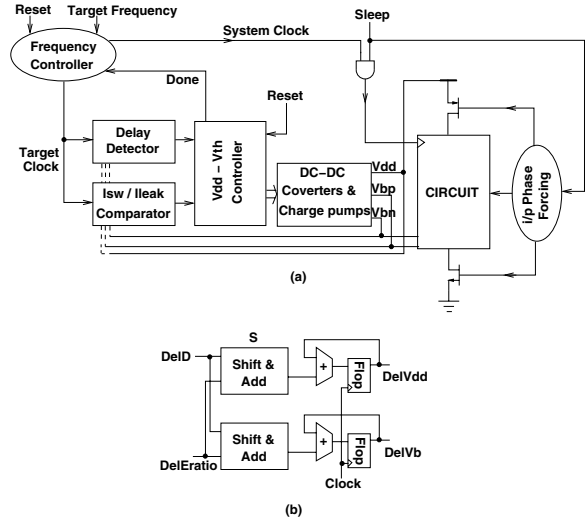 Reset
Target Frequency
Frequency
Controller
System Clock
Sleep
Done
Reset
Target
Clock
Delay
Detector
Isw / Ileak
Comparator
Vdd - Vth
Controller
DC-DC
Coverters &
Charge pumps
Vdd
Vbp
Vbn
CIRCUIT
i/p Phase
Forcing
(a)
S
DelD
Shift &
Add
+
Flop
DelVdd
Shift &
Add
+
Flop
DelVb
DelEratio
Clock
(b)